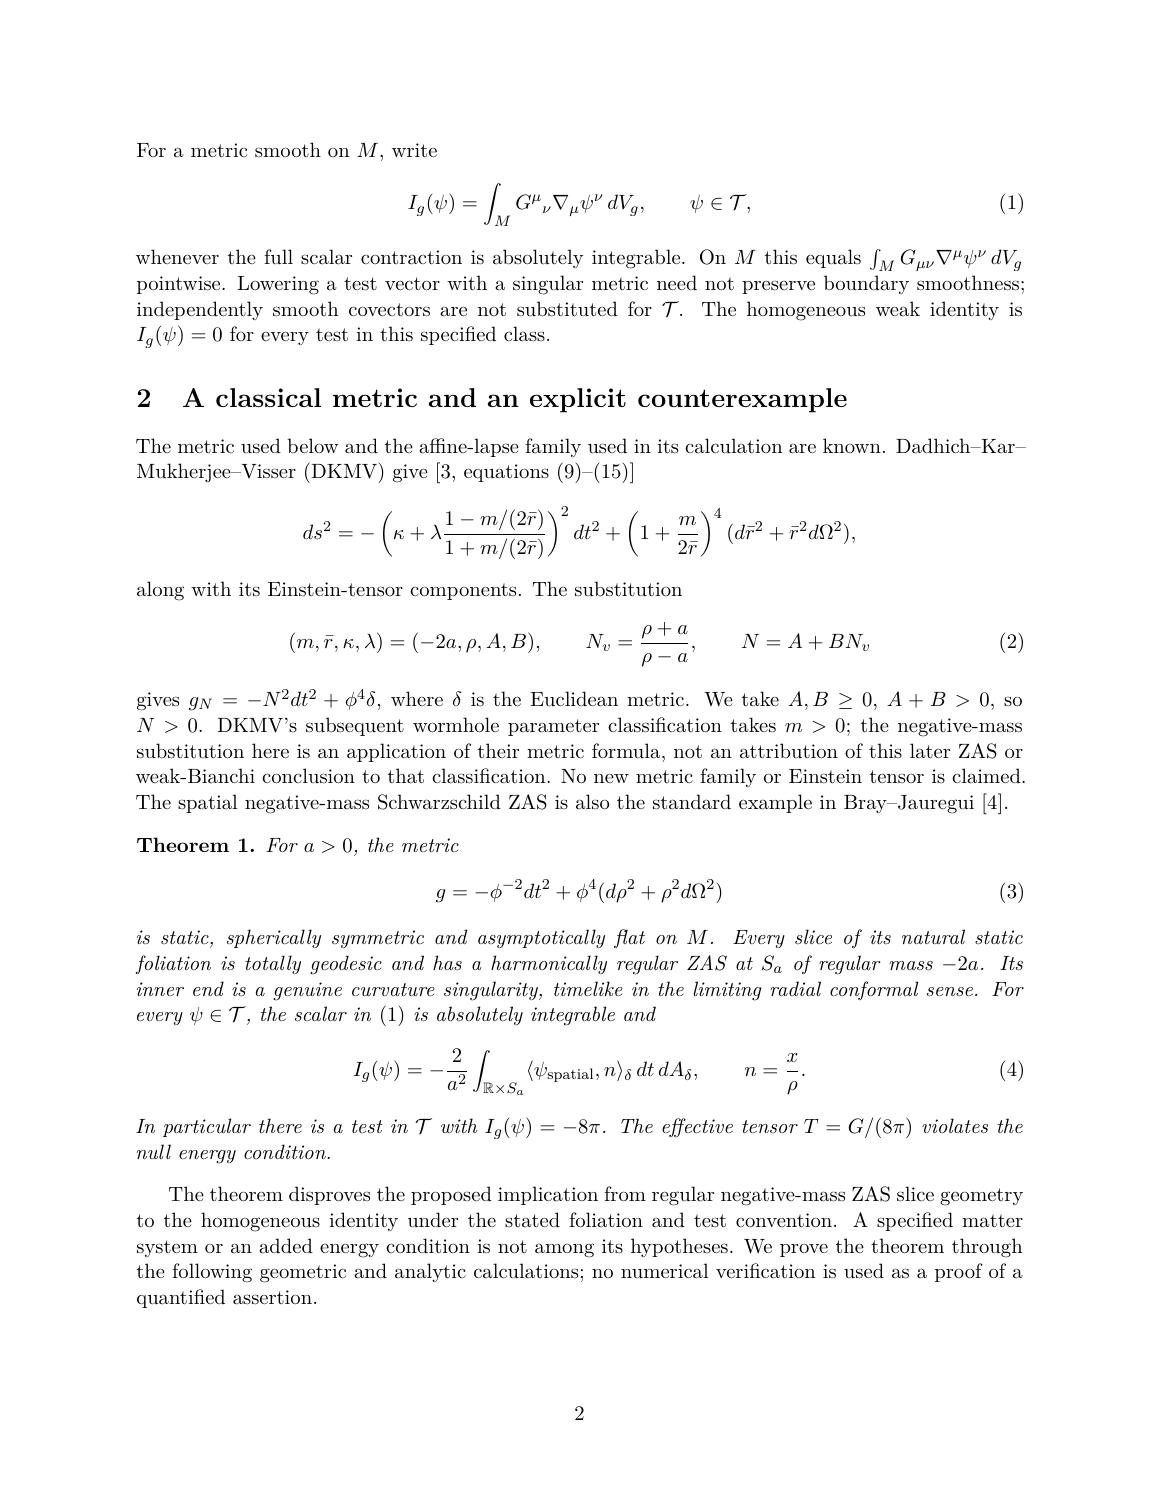 For a metric smooth on M, write
I_g(ψ) = ∫_M G^μ_ν ∇_μ ψ^ν dV_g, ψ ∈ 𝒯, (1)
whenever the full scalar contraction is absolutely integrable. On M this equals ∫_M G_{μν}∇^μψ^ν dV_g
pointwise. Lowering a test vector with a singular metric need not preserve boundary smoothness;
independently smooth covectors are not substituted for 𝒯. The homogeneous weak identity is
I_g(ψ) = 0 for every test in this specified class.
2 A classical metric and an explicit counterexample
The metric used below and the affine-lapse family used in its calculation are known. Dadhich–Kar–
Mukherjee–Visser (DKMV) give [3, equations (9)–(15)]
ds² = −(κ + λ (1 − m/(2r̄))/(1 + m/(2r̄)))² dt² + (1 + m/(2r̄))⁴ (dr̄² + r̄²dΩ²),
along with its Einstein-tensor components. The substitution
(m, r̄, κ, λ) = (−2a, ρ, A, B), N_v = (ρ + a)/(ρ − a), N = A + BN_v (2)
gives g_N = −N²dt² + ϕ⁴δ, where δ is the Euclidean metric. We take A, B ≥ 0, A + B > 0, so
N > 0. DKMV's subsequent wormhole parameter classification takes m > 0; the negative-mass
substitution here is an application of their metric formula, not an attribution of this later ZAS or
weak-Bianchi conclusion to that classification. No new metric family or Einstein tensor is claimed.
The spatial negative-mass Schwarzschild ZAS is also the standard example in Bray–Jauregui [4].
Theorem 1. For a > 0, the metric
g = −ϕ⁻²dt² + ϕ⁴(dρ² + ρ²dΩ²) (3)
is static, spherically symmetric and asymptotically flat on M. Every slice of its natural static
foliation is totally geodesic and has a harmonically regular ZAS at S_a of regular mass −2a. Its
inner end is a genuine curvature singularity, timelike in the limiting radial conformal sense. For
every ψ ∈ 𝒯, the scalar in (1) is absolutely integrable and
I_g(ψ) = −(2/a²) ∫_{ℝ×S_a} ⟨ψ_spatial, n⟩_δ dt dA_δ, n = x/ρ. (4)
In particular there is a test in 𝒯 with I_g(ψ) = −8π. The effective tensor T = G/(8π) violates the
null energy condition.
The theorem disproves the proposed implication from regular negative-mass ZAS slice geometry
to the homogeneous identity under the stated foliation and test convention. A specified matter
system or an added energy condition is not among its hypotheses. We prove the theorem through
the following geometric and analytic calculations; no numerical verification is used as a proof of a
quantified assertion.
2